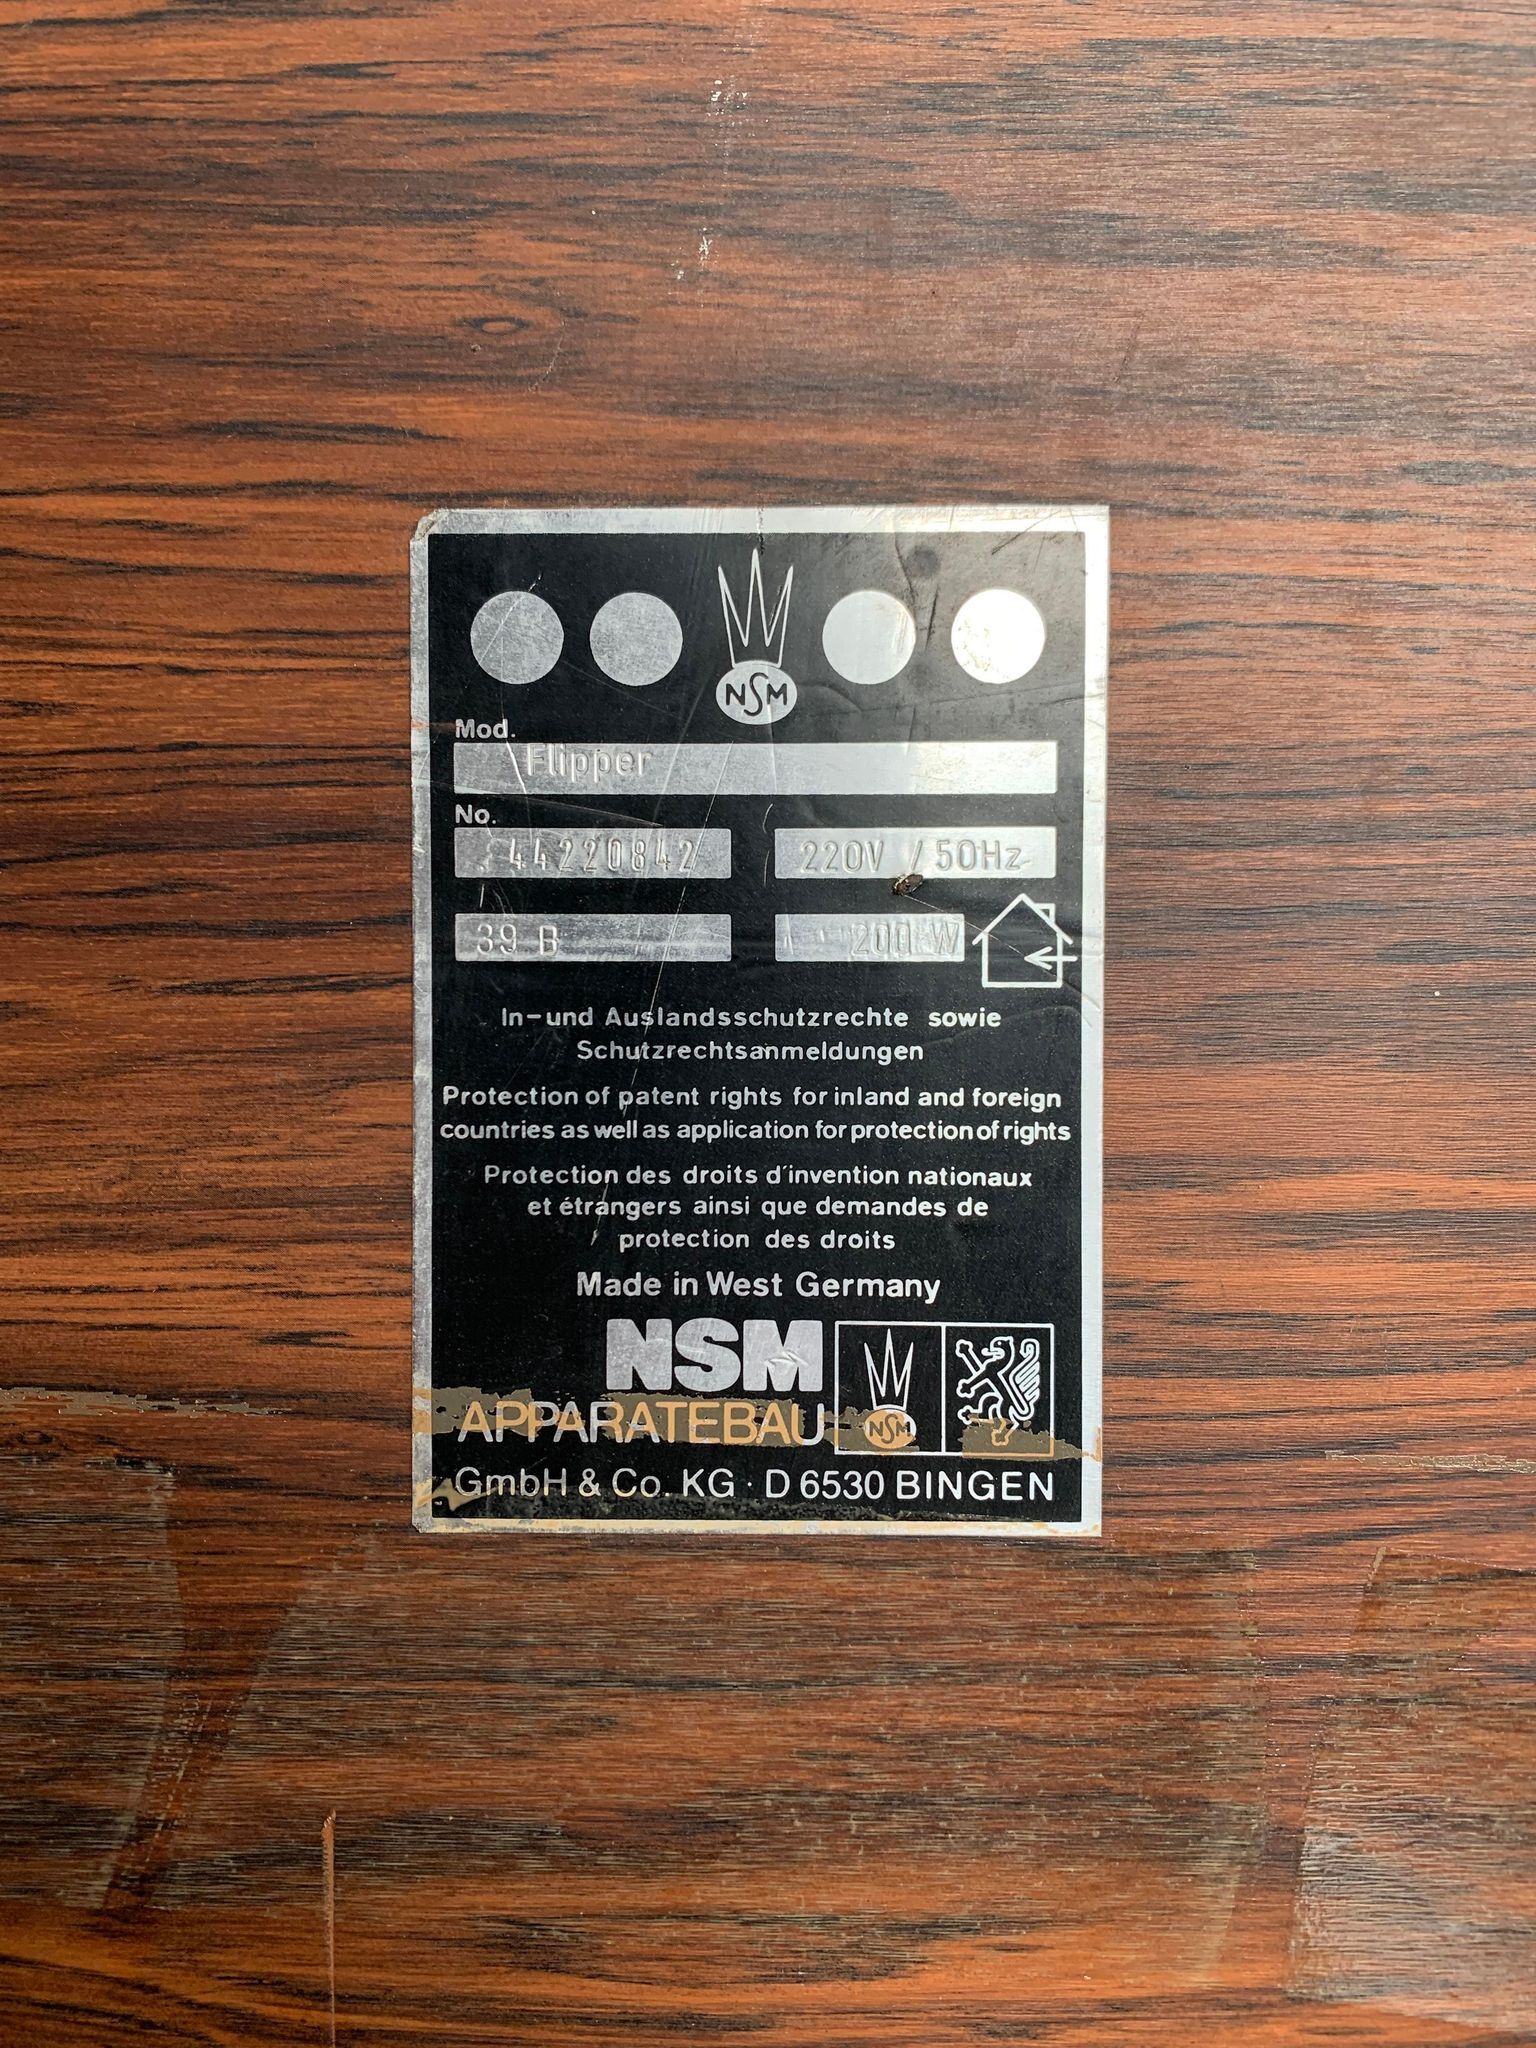 NSM
Mod.
Flipper
No.
44220842
220V / 50Hz
39 B
200 W
In-und Auslandsschutzrechte sowie
Schutzrechtsanmeldungen
Protection of patent rights for inland and foreign
countries as well as application for protection of rights
Protection des droits d'invention nationaux
et étrangers ainsi que demandes de
protection des droits
Made in West Germany
NSM
APPARATEBAU
NSM
GmbH & Co. KG · D 6530 BINGEN